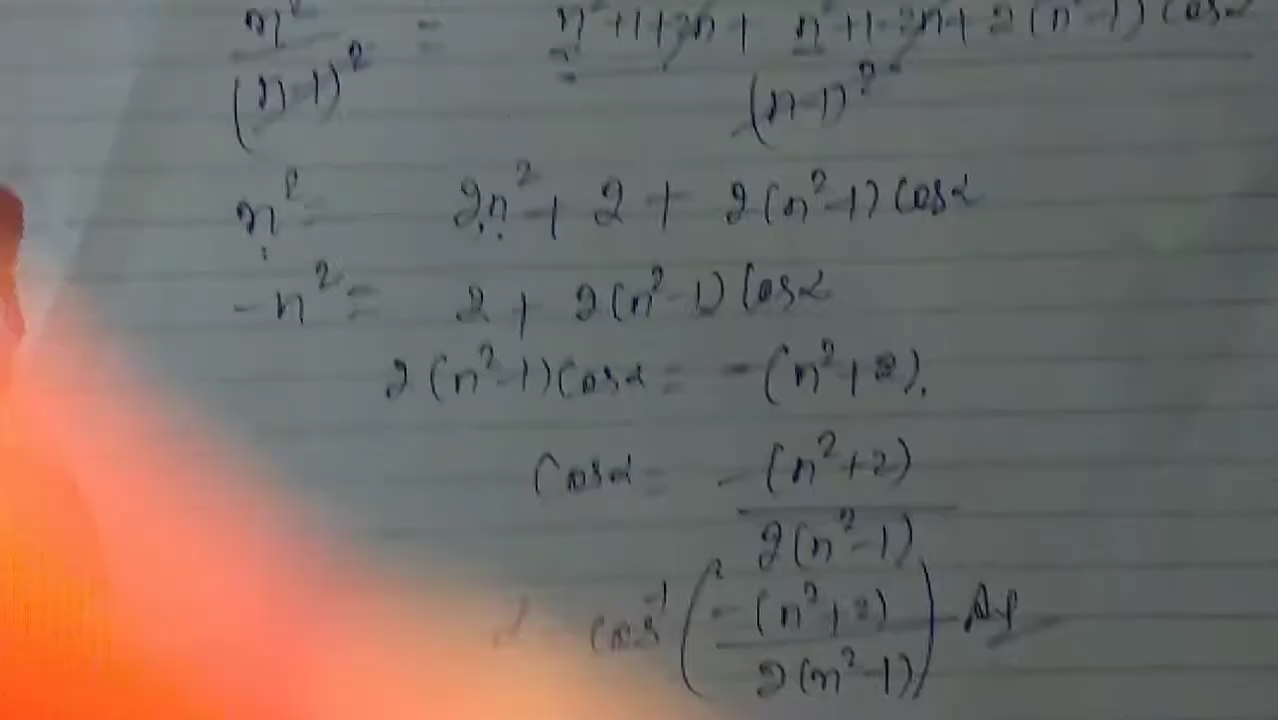 n² / (n-1)² = n²+1+2n+ n²+1-2n+2(n²-1) cosα / (n-1)²
n² = 2n² + 2 + 2(n²-1) cosα
-n² = 2 + 2(n²-1) cosα
2(n²-1) cosα = -(n²+2).
cosα = -(n²+2) / 2(n²-1)
α cos⁻¹ (-(n²+2) / 2(n²-1))